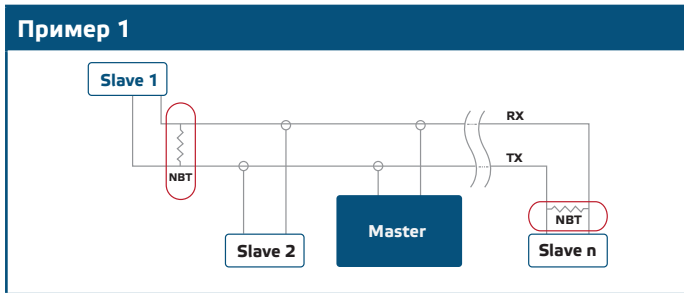 Пример 1
Slave 1
RX
NBT
TX
Slave 2
Master
NBT
Slave n